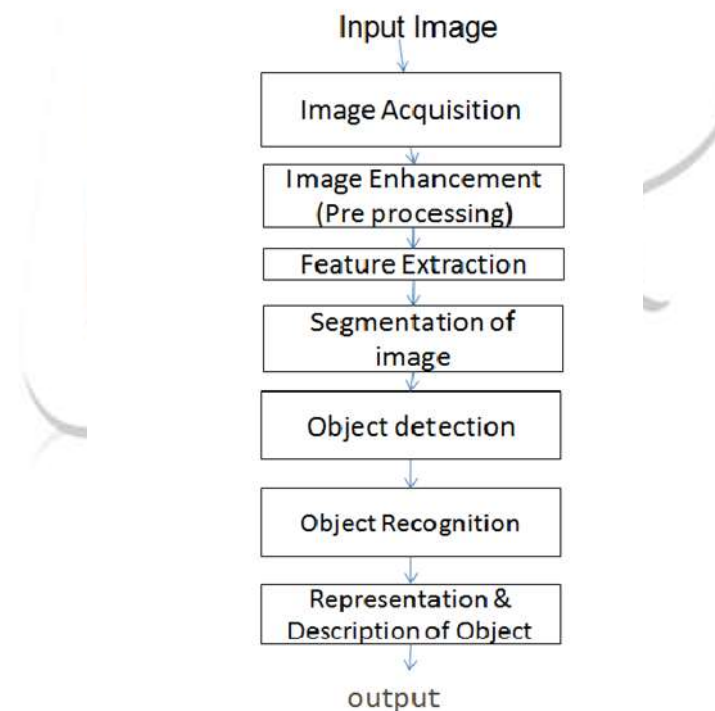 Input Image
Image Acquisition
Image Enhancement
(Pre processing)
Feature Extraction
Segmentation of
image
Object detection
Object Recognition
Representation &
Description of Object
output